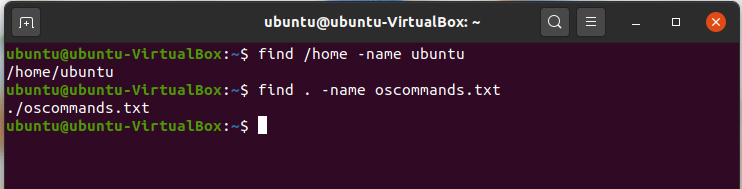 ubuntu@ubuntu-VirtualBox: ~
ubuntu@ubuntu-VirtualBox:~$ find /home -name ubuntu
/home/ubuntu
ubuntu@ubuntu-VirtualBox:~$ find . -name oscommands.txt
./oscommands.txt
ubuntu@ubuntu-VirtualBox:~$